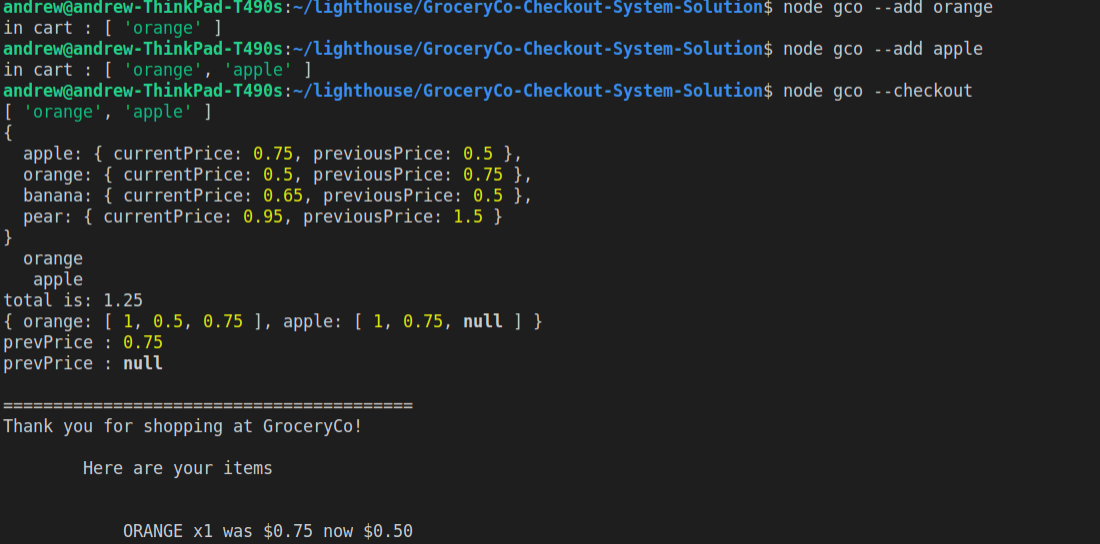 andrew@andrew-ThinkPad-T490s:~/lighthouse/GroceryCo-Checkout-System-Solution$ node gco --add orange
in cart : [ 'orange' ]
andrew@andrew-ThinkPad-T490s:~/lighthouse/GroceryCo-Checkout-System-Solution$ node gco --add apple
in cart : [ 'orange', 'apple' ]
andrew@andrew-ThinkPad-T490s:~/lighthouse/GroceryCo-Checkout-System-Solution$ node gco --checkout
[ 'orange', 'apple' ]
{
  apple: { currentPrice: 0.75, previousPrice: 0.5 },
  orange: { currentPrice: 0.5, previousPrice: 0.75 },
  banana: { currentPrice: 0.65, previousPrice: 0.5 },
  pear: { currentPrice: 0.95, previousPrice: 1.5 }
}
  orange
   apple
total is: 1.25
{ orange: [ 1, 0.5, 0.75 ], apple: [ 1, 0.75, null ] }
prevPrice : 0.75
prevPrice : null
=========================================
Thank you for shopping at GroceryCo!
        Here are your items
            ORANGE x1 was $0.75 now $0.50